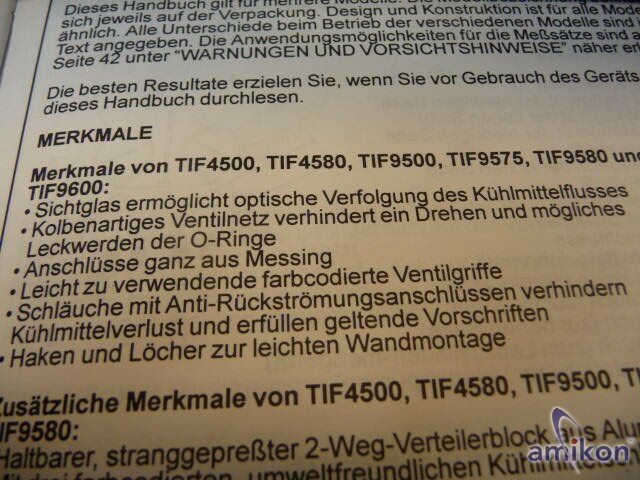 Dieses Handbuch gilt für mehrere Modelle. Die
sich jeweils auf der Verpackung. Design und Konstruktion ist für alle
ähnlich. Alle Unterschiede beim Betrieb der verschiedenen Modelle sind
Text angegeben. Die Anwendungsmöglichkeiten für die Meßsätze sind
Seite 42 unter "WARNUNGEN UND VORSICHTSHINWEISE" näher
Die besten Resultate erzielen Sie, wenn Sie vor Gebrauch des Geräts
dieses Handbuch durchlesen.
MERKMALE
Merkmale von TIF4500, TIF4580, TIF9500, TIF9575, TIF9580 und
TIF9600:
• Sichtglas ermöglicht optische Verfolgung des Kühlmittelflusses
• Kolbenartiges Ventilnetz verhindert ein Drehen und mögliches
Leckwerden der O-Ringe
• Anschlüsse ganz aus Messing
• Leicht zu verwendende farbcodierte Ventilgriffe
• Schläuche mit Anti-Rückströmungsanschlüssen verhindern
Kühlmittelverlust und erfüllen geltende Vorschriften
• Haken und Löcher zur leichten Wandmontage
Zusätzliche Merkmale von TIF4500, TIF4580, TIF9500,
TIF9580:
Haltbarer, stranggepreßter 2-Weg-Verteilerblock aus
umweltfreundlichen
amikon